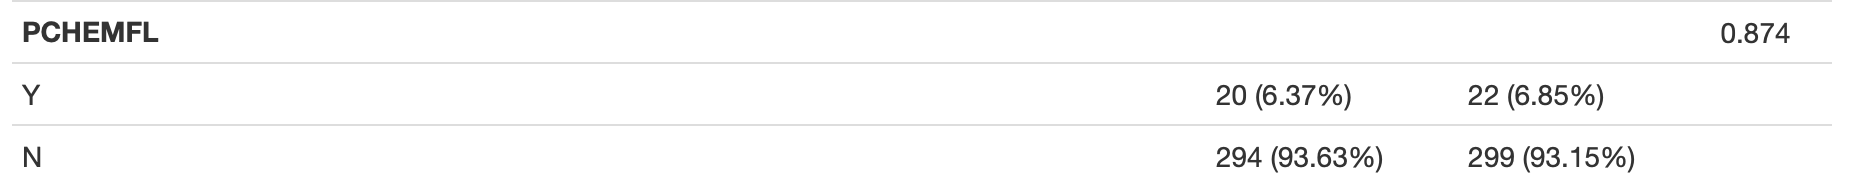 PCHEMFL 0.874
Y 20 (6.37%) 22 (6.85%)
N 294 (93.63%) 299 (93.15%)